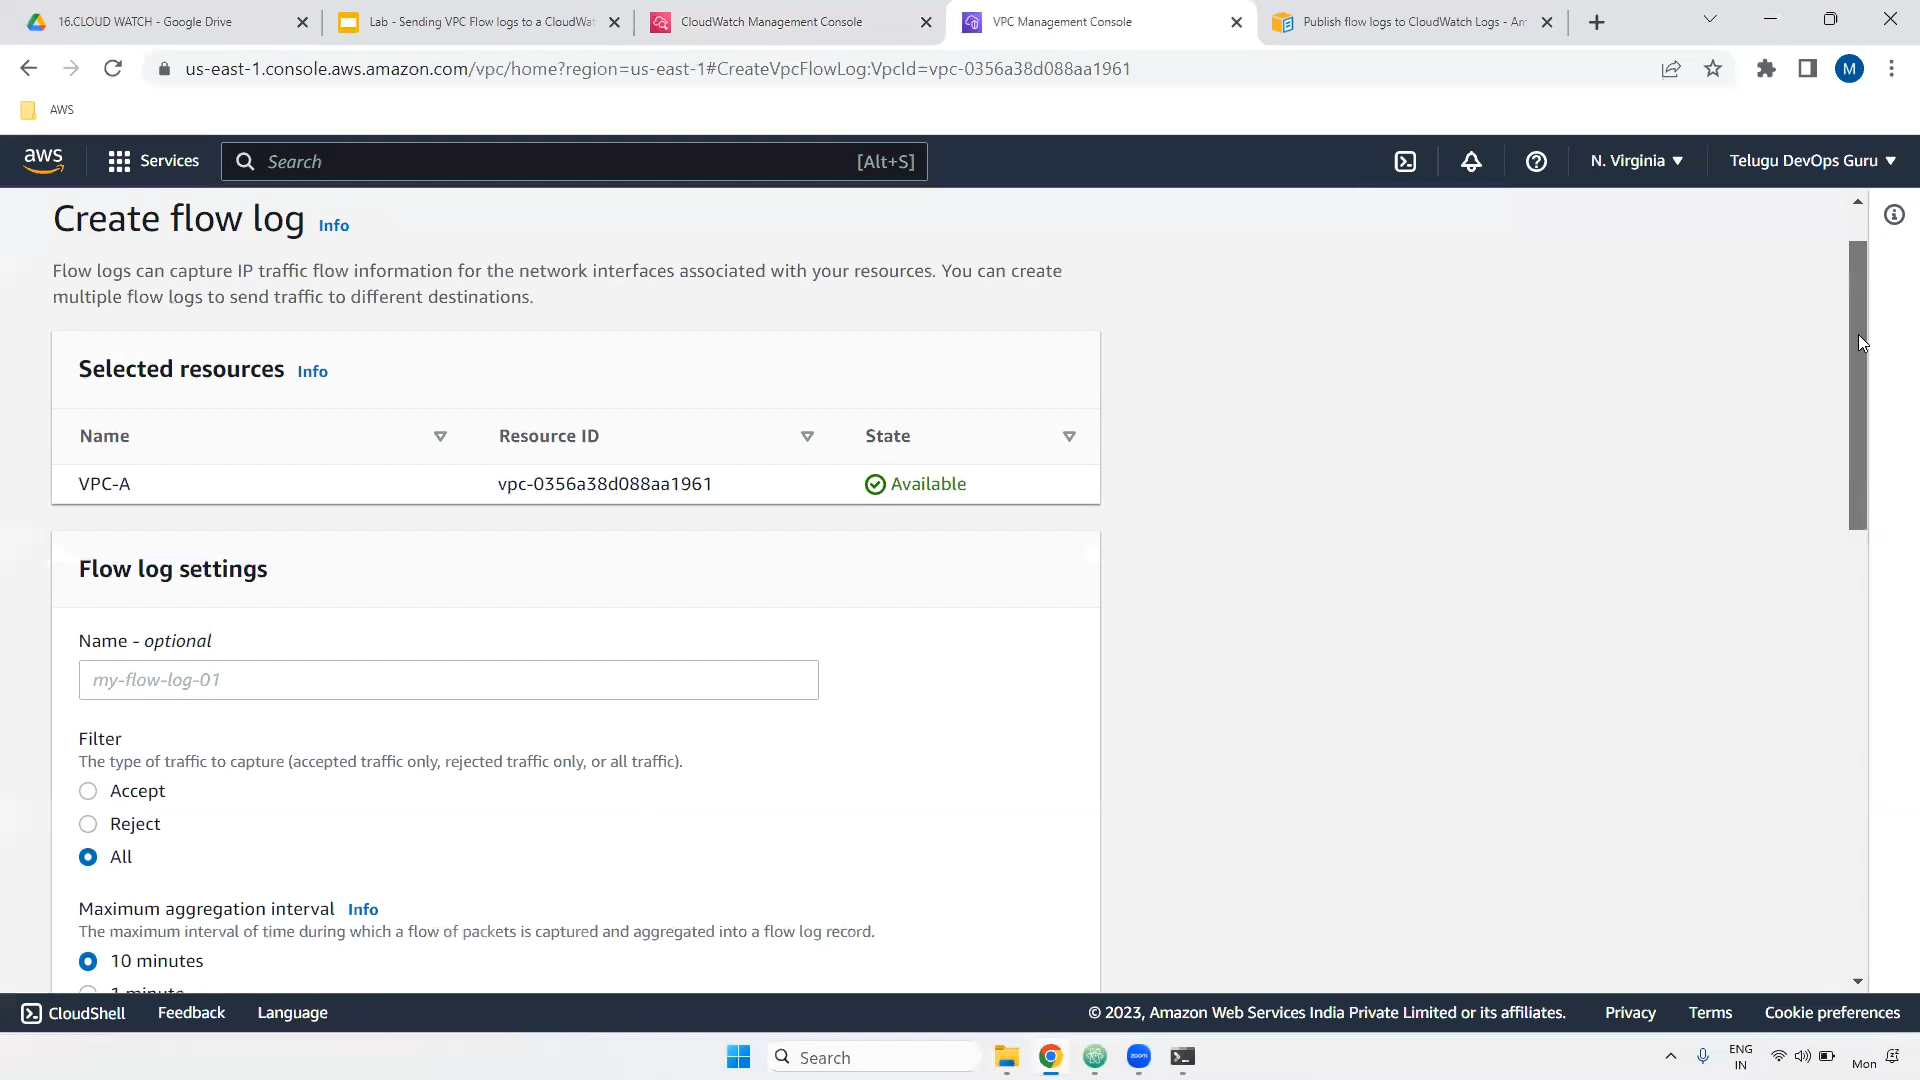 16.CLOUD WATCH - Google Drive
Lab - Sending VPC Flow logs to a CloudWat
CloudWatch Management Console
VPC Management Console
Publish flow logs to CloudWatch Logs - Am
us-east-1.console.aws.amazon.com/vpc/home?region=us-east-1#CreateVpcFlowLog:VpcId=vpc-0356a38d088aa1961
M
AWS
aws
Services
Search
[Alt+S]
N. Virginia
Telugu DevOps Guru
Create flow log Info
Flow logs can capture IP traffic flow information for the network interfaces associated with your resources. You can create
multiple flow logs to send traffic to different destinations.
Selected resources Info
Name Resource ID State
VPC-A vpc-0356a38d088aa1961 Available
Flow log settings
Name - optional
my-flow-log-01
Filter
The type of traffic to capture (accepted traffic only, rejected traffic only, or all traffic).
Accept
Reject
All
Maximum aggregation interval Info
The maximum interval of time during which a flow of packets is captured and aggregated into a flow log record.
10 minutes
1 minute
CloudShell Feedback Language © 2023, Amazon Web Services India Private Limited or its affiliates. Privacy Terms Cookie preferences
Search
zoom
ENG
IN
Mon